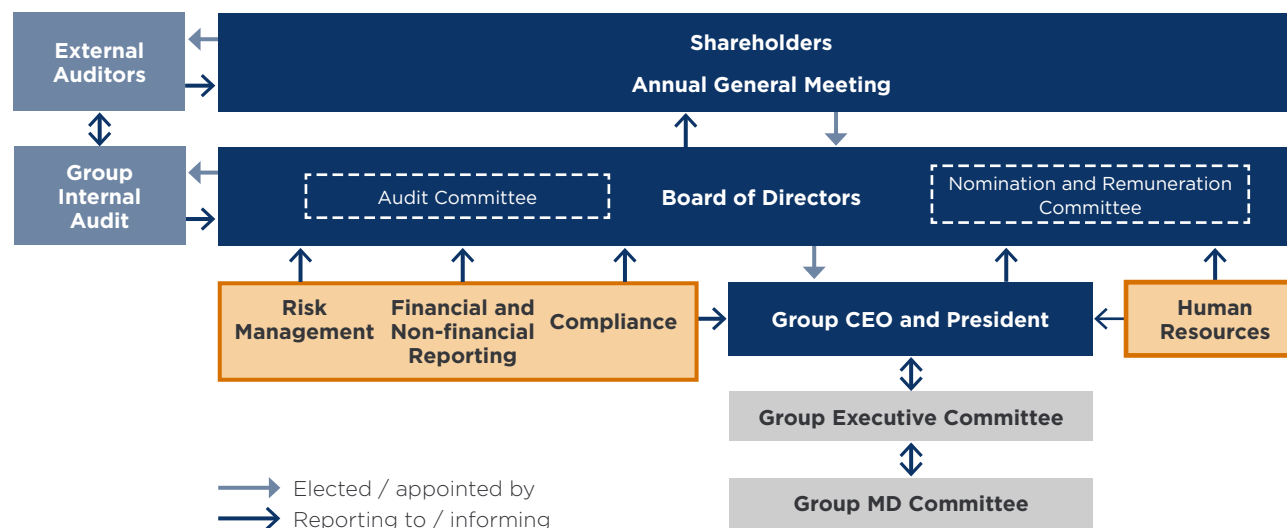 External
Auditors
Shareholders
Annual General Meeting
Group
Internal
Audit
Audit Committee
Board of Directors
Nomination and Remuneration
Committee
Risk
Management
Financial and
Non-financial
Reporting
Compliance
Group CEO and President
Human
Resources
Group Executive Committee
Group MD Committee
Elected / appointed by
Reporting to / informing